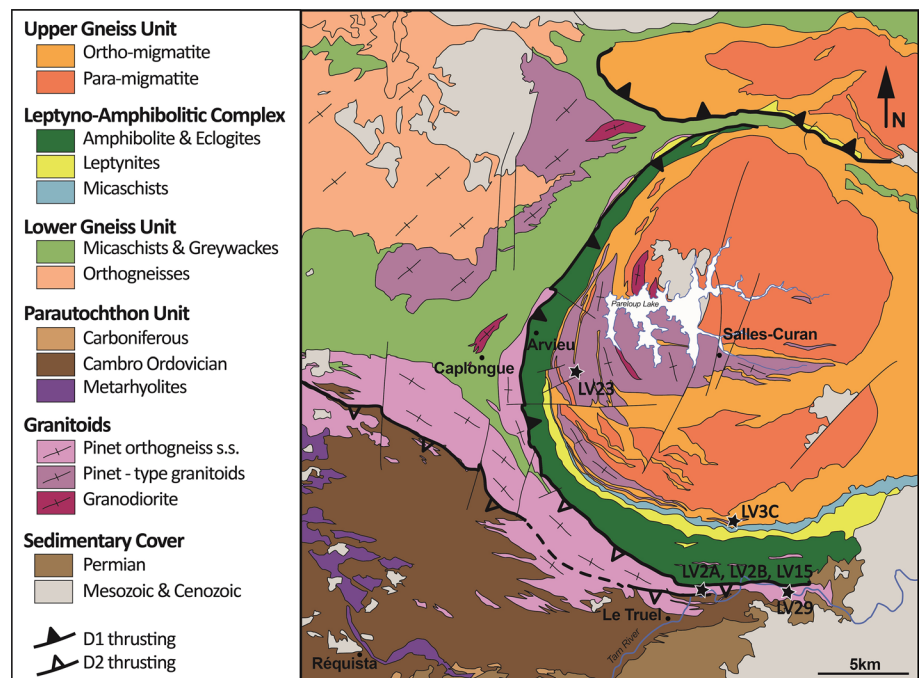 Upper Gneiss Unit
Ortho-migmatite
Para-migmatite
Leptyno-Amphibolitic Complex
Amphibolite & Eclogites
Leptynites
Micaschists
Lower Gneiss Unit
Micaschists & Greywackes
Orthogneisses
Parautochthon Unit
Carboniferous
Cambro Ordovician
Metarhyolites
Granitoids
Pinet orthogneiss s.s.
Pinet - type granitoids
Granodiorite
Sedimentary Cover
Permian
Mesozoic & Cenozoic
D1 thrusting
D2 thrusting
N
Pareloup Lake
Salles-Curan
Arvieu
Caplongue
LV23
LV3C
LV2A, LV2B, LV15
LV29
Le Truel
Tarn River
Réquista
5km